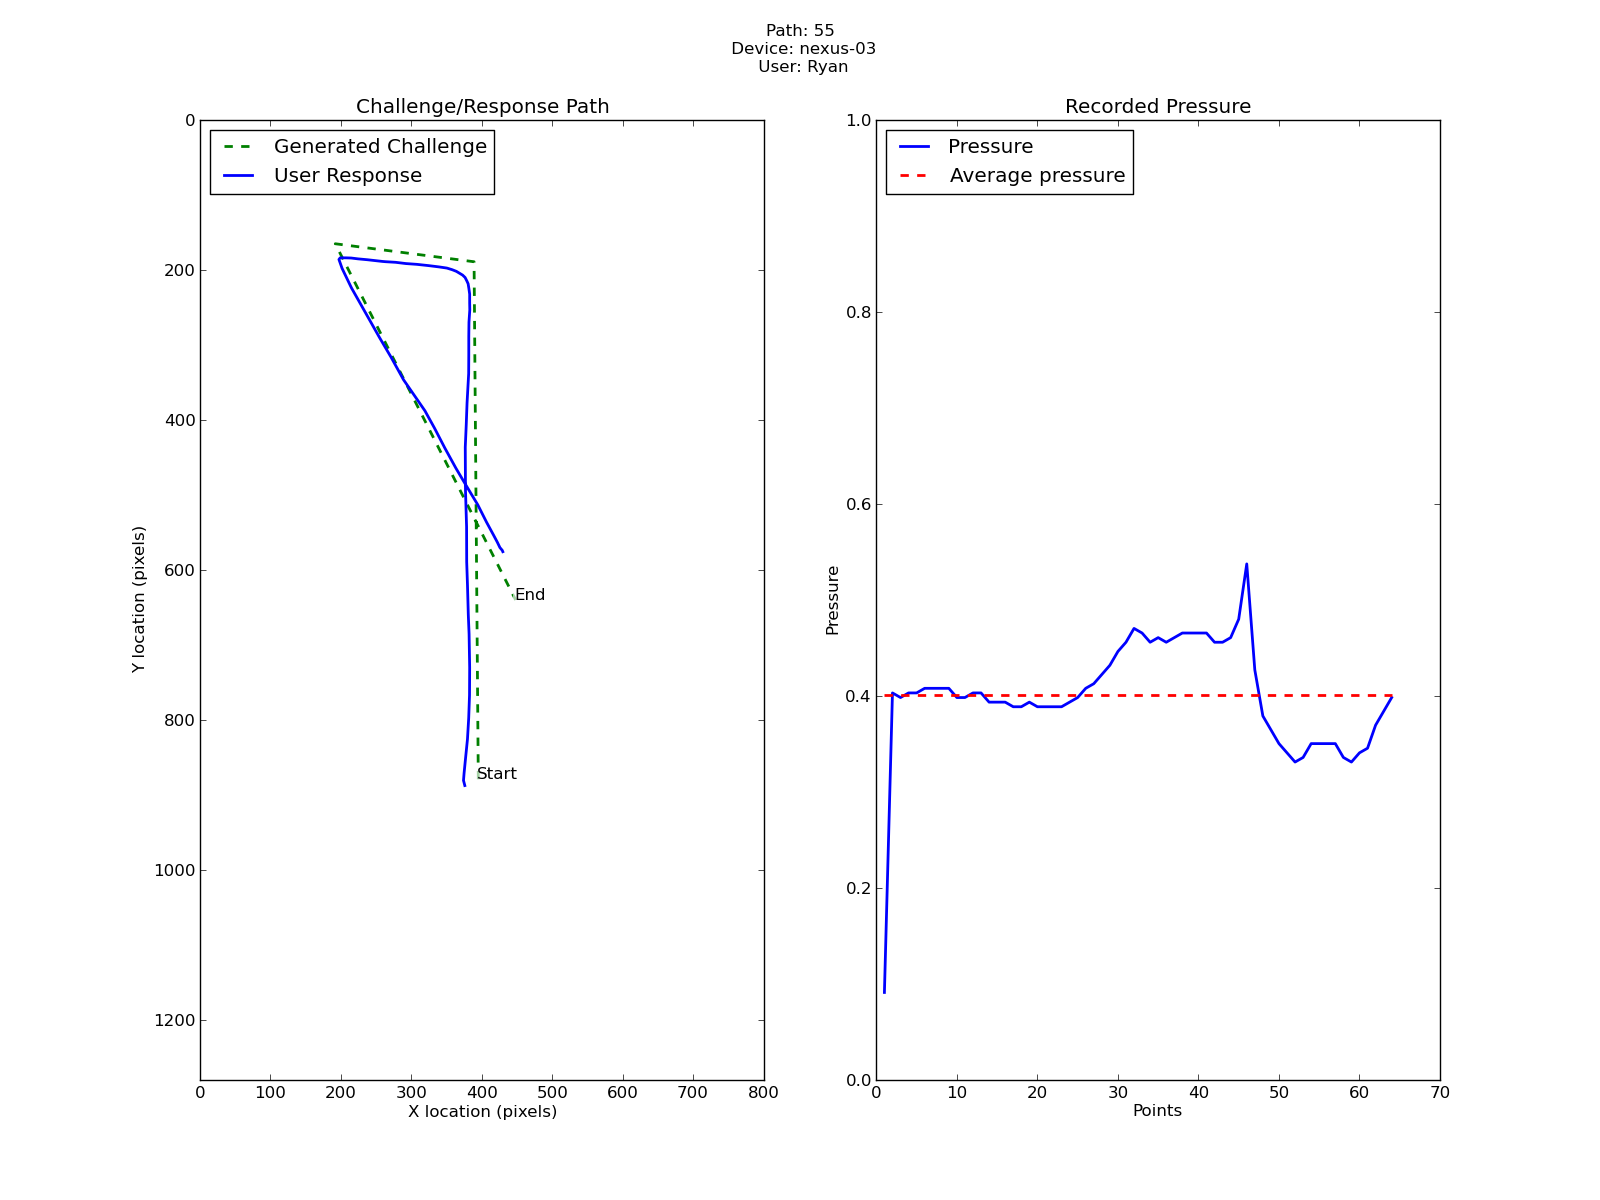 Path: 55
Device: nexus-03
User: Ryan
Challenge/Response Path
Generated Challenge
User Response
0
200
400
600
800
1000
1200
Y location (pixels)
End
Start
0 100 200 300 400 500 600 700 800
X location (pixels)
Recorded Pressure
Pressure
Average pressure
1.0
0.8
0.6
0.4
0.2
0.0
Pressure
0 10 20 30 40 50 60 70
Points